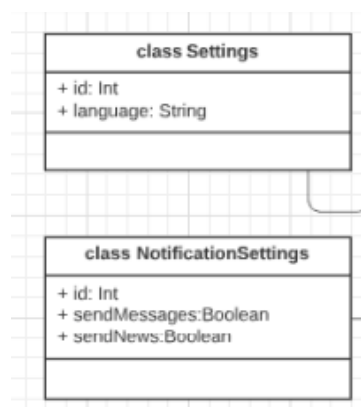 class Settings
+ id: Int
+ language: String
class NotificationSettings
+ id: Int
+ sendMessages:Boolean
+ sendNews:Boolean